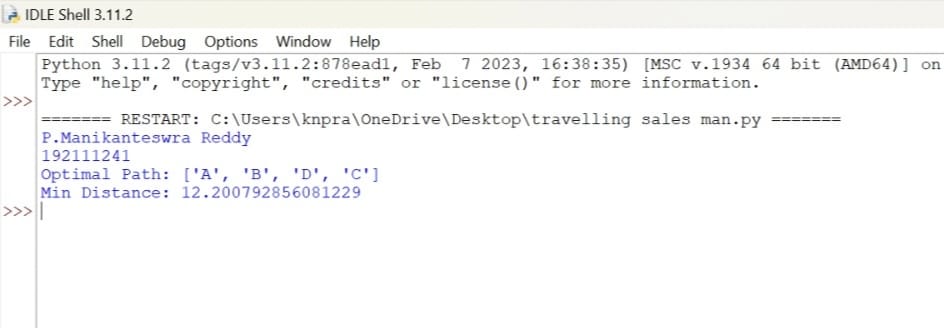 IDLE Shell 3.11.2
File Edit Shell Debug Options Window Help
Python 3.11.2 (tags/v3.11.2:878ead1, Feb  7 2023, 16:38:35) [MSC v.1934 64 bit (AMD64)] on
Type "help", "copyright", "credits" or "license()" for more information.
>>>
======= RESTART: C:\Users\knpra\OneDrive\Desktop\travelling sales man.py =======
P.Manikanteswra Reddy
192111241
Optimal Path: ['A', 'B', 'D', 'C']
Min Distance: 12.200792856081229
>>>